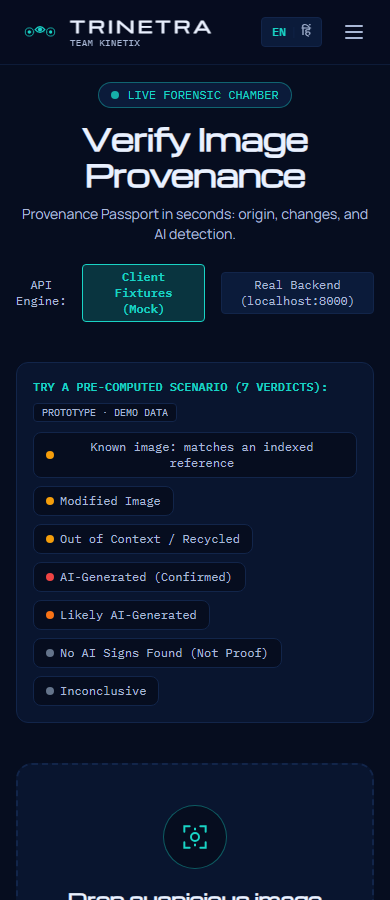 TRINETRA
TEAM KINETIX
EN हिं
LIVE FORENSIC CHAMBER
Verify Image
Provenance
Provenance Passport in seconds: origin, changes, and
AI detection.
API
Engine:
Client
Fixtures
(Mock)
Real Backend
(localhost:8000)
TRY A PRE-COMPUTED SCENARIO (7 VERDICTS):
PROTOTYPE · DEMO DATA
Known image: matches an indexed
reference
Modified Image
Out of Context / Recycled
AI-Generated (Confirmed)
Likely AI-Generated
No AI Signs Found (Not Proof)
Inconclusive
Drop suspicious image